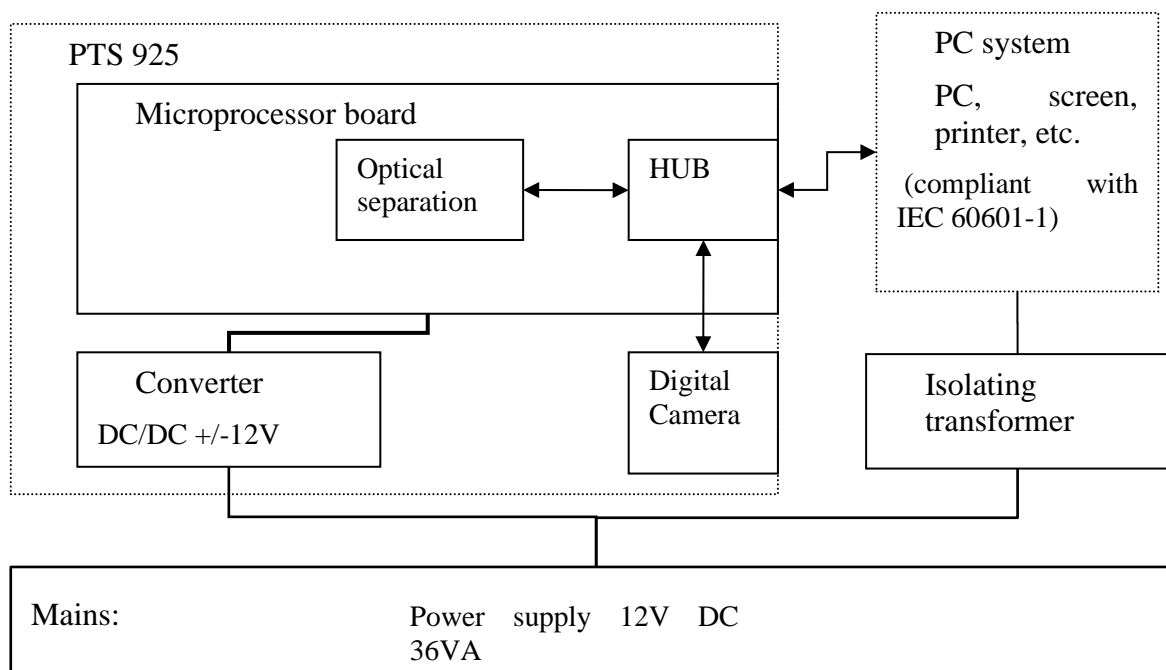 PTS 925
Microprocessor board
Optical
separation
HUB
Converter
DC/DC +/-12V
Digital
Camera
PC system
PC, screen,
printer, etc.
(compliant with
IEC 60601-1)
Isolating
transformer
Mains:
Power supply 12V DC
36VA